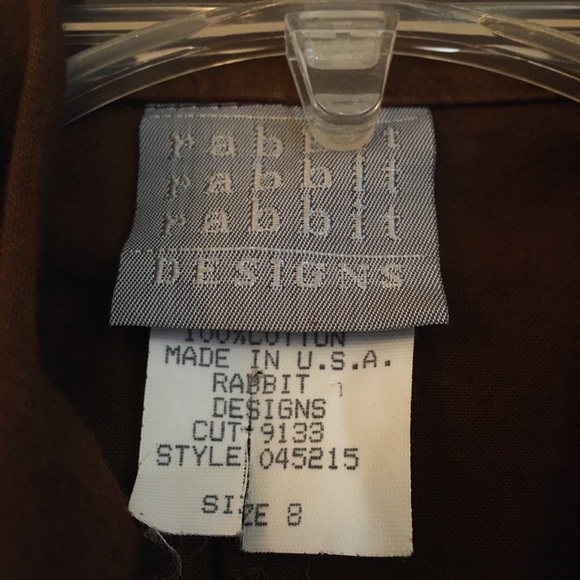 rabbit
rabbit
rabbit
DESIGNS
100%COTTON
MADE IN U.S.A.
RABBIT
DESIGNS
CUT-9133
STYLE 045215
SIZE 8